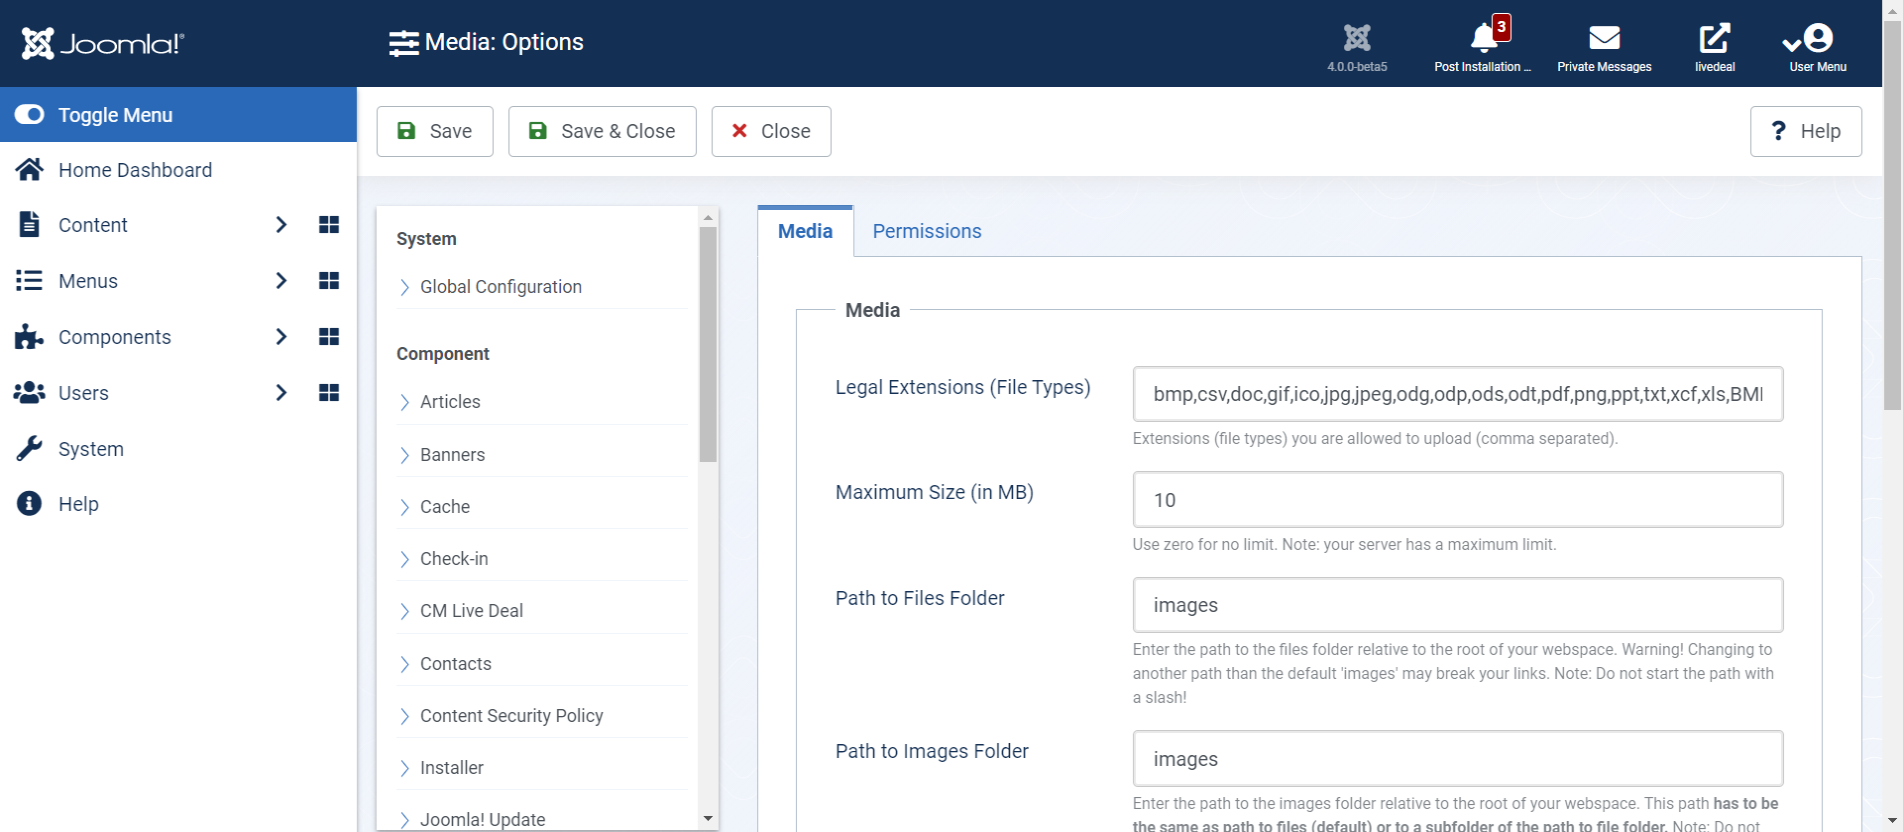 Joomla!®
Media: Options
4.0.0-beta5
3
Post Installation ...
Private Messages
livedeal
User Menu
Toggle Menu
Save
Save & Close
Close
Help
Home Dashboard
Content
Menus
Components
Users
System
Help
System
Global Configuration
Component
Articles
Banners
Cache
Check-in
CM Live Deal
Contacts
Content Security Policy
Installer
Joomla! Update
Media
Permissions
Media
Legal Extensions (File Types)
bmp,csv,doc,gif,ico,jpg,jpeg,odg,odp,ods,odt,pdf,png,ppt,txt,xcf,xls,BM
Extensions (file types) you are allowed to upload (comma separated).
Maximum Size (in MB)
10
Use zero for no limit. Note: your server has a maximum limit.
Path to Files Folder
images
Enter the path to the files folder relative to the root of your webspace. Warning! Changing to
another path than the default 'images' may break your links. Note: Do not start the path with
a slash!
Path to Images Folder
images
Enter the path to the images folder relative to the root of your webspace. This path has to be
the same as path to files (default) or to a subfolder of the path to file folder. Note: Do not